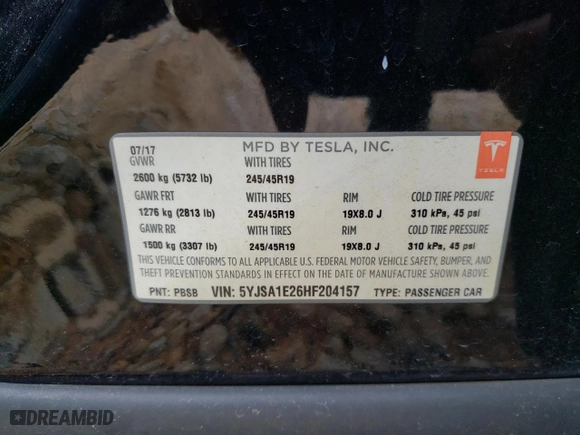 07/17 MFD BY TESLA, INC.
GVWR WITH TIRES
2600 kg (5732 lb) 245/45R19
GAWR FRT WITH TIRES RIM COLD TIRE PRESSURE
1276 kg (2813 lb) 245/45R19 19X8.0 J 310 kPa, 45 psi
GAWR RR WITH TIRES RIM COLD TIRE PRESSURE
1500 kg (3307 lb) 245/45R19 19X8.0 J 310 kPa, 45 psi
THIS VEHICLE CONFORMS TO ALL APPLICABLE U.S. FEDERAL MOTOR VEHICLE SAFETY, BUMPER, AND
THEFT PREVENTION STANDARDS IN EFFECT ON THE DATE OF MANUFACTURE SHOWN ABOVE.
PNT: PBSB VIN: 5YJSA1E26HF204157 TYPE: PASSENGER CAR
TESLA
DREAMBID